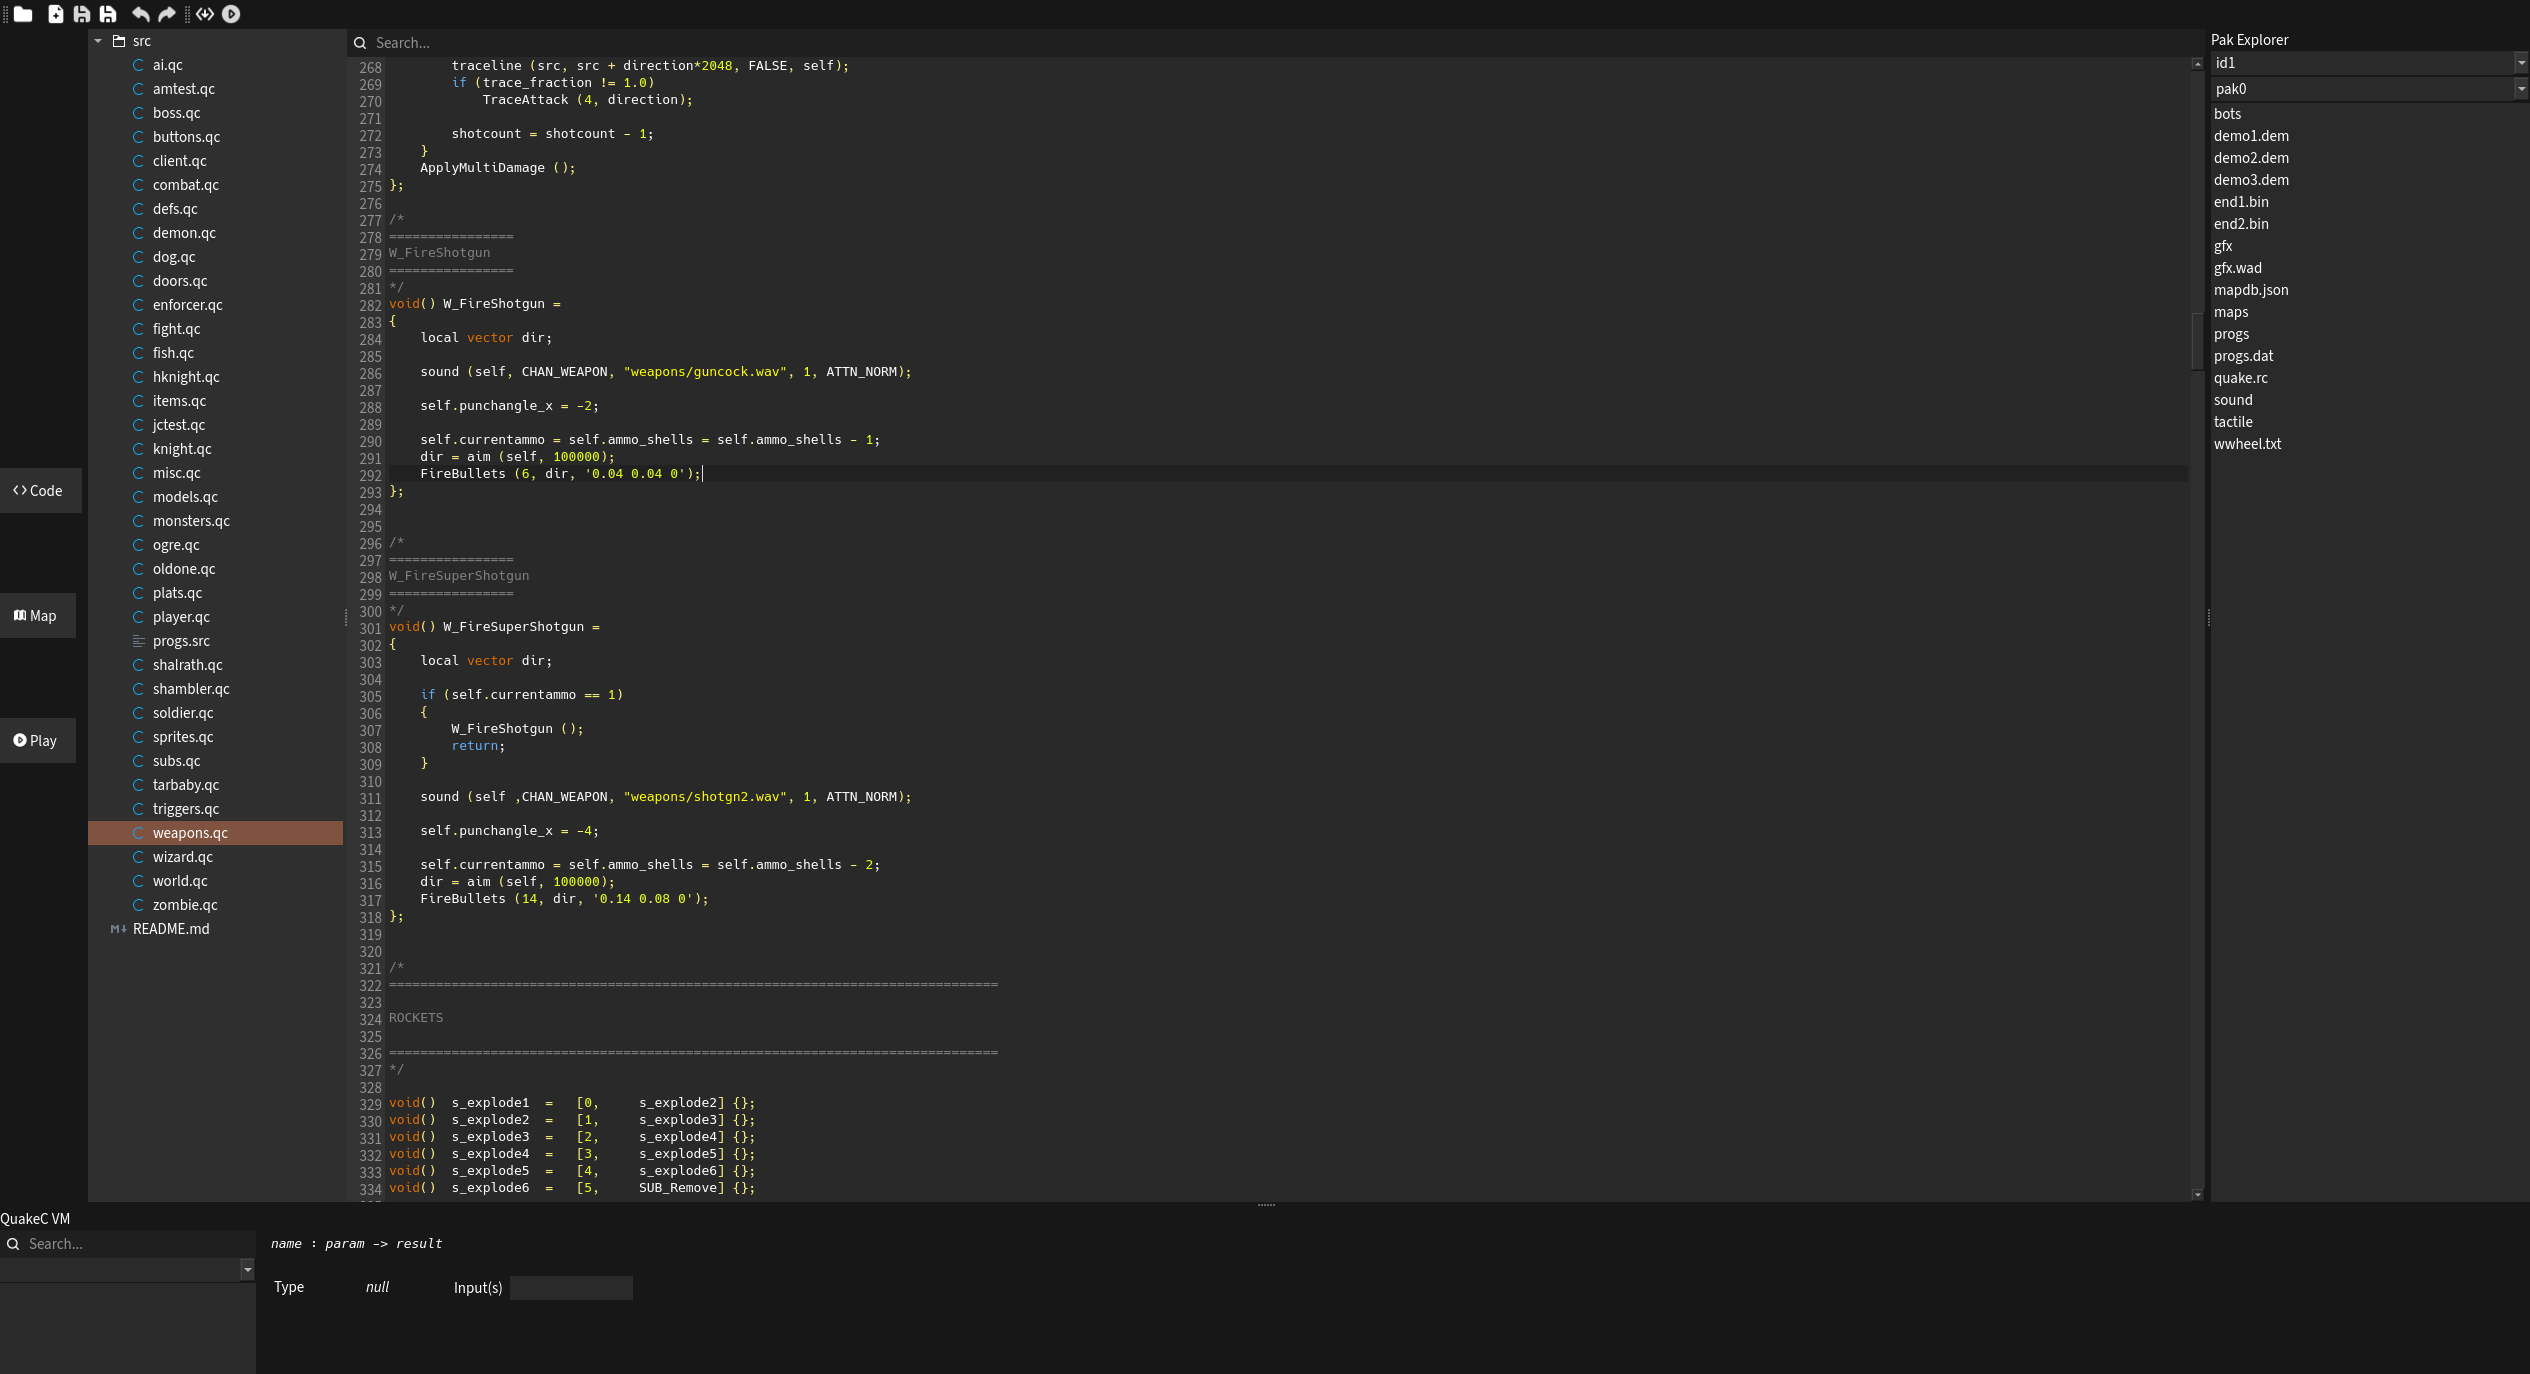 src
ai.qc
amtest.qc
boss.qc
buttons.qc
client.qc
combat.qc
defs.qc
demon.qc
dog.qc
doors.qc
enforcer.qc
fight.qc
fish.qc
hknight.qc
items.qc
jctest.qc
knight.qc
misc.qc
models.qc
monsters.qc
ogre.qc
oldone.qc
plats.qc
player.qc
progs.src
shalrath.qc
shambler.qc
soldier.qc
sprites.qc
subs.qc
tarbaby.qc
triggers.qc
weapons.qc
wizard.qc
world.qc
zombie.qc
README.md
Code
Map
Play
Search...
268         traceline (src, src + direction*2048, FALSE, self);
269         if (trace_fraction != 1.0)
270             TraceAttack (4, direction);
271
272         shotcount = shotcount - 1;
273     }
274     ApplyMultiDamage ();
275 };
276
277 /*
278 ================
279 W_FireShotgun
280 ================
281 */
282 void() W_FireShotgun =
283 {
284     local vector dir;
285
286     sound (self, CHAN_WEAPON, "weapons/guncock.wav", 1, ATTN_NORM);
287
288     self.punchangle_x = -2;
289
290     self.currentammo = self.ammo_shells = self.ammo_shells - 1;
291     dir = aim (self, 100000);
292     FireBullets (6, dir, '0.04 0.04 0');
293 };
294
295
296 /*
297 ================
298 W_FireSuperShotgun
299 ================
300 */
301 void() W_FireSuperShotgun =
302 {
303     local vector dir;
304
305     if (self.currentammo == 1)
306     {
307         W_FireShotgun ();
308         return;
309     }
310
311     sound (self ,CHAN_WEAPON, "weapons/shotgn2.wav", 1, ATTN_NORM);
312
313     self.punchangle_x = -4;
314
315     self.currentammo = self.ammo_shells = self.ammo_shells - 2;
316     dir = aim (self, 100000);
317     FireBullets (14, dir, '0.14 0.08 0');
318 };
319
320
321 /*
322 ==============================================================================
323
324 ROCKETS
325
326 ==============================================================================
327 */
328
329 void()  s_explode1  =   [0,     s_explode2] {};
330 void()  s_explode2  =   [1,     s_explode3] {};
331 void()  s_explode3  =   [2,     s_explode4] {};
332 void()  s_explode4  =   [3,     s_explode5] {};
333 void()  s_explode5  =   [4,     s_explode6] {};
334 void()  s_explode6  =   [5,     SUB_Remove] {};
Pak Explorer
id1
pak0
bots
demo1.dem
demo2.dem
demo3.dem
end1.bin
end2.bin
gfx
gfx.wad
mapdb.json
maps
progs
progs.dat
quake.rc
sound
tactile
wwheel.txt
QuakeC VM
Search...
name : param -> result
Type null Input(s)